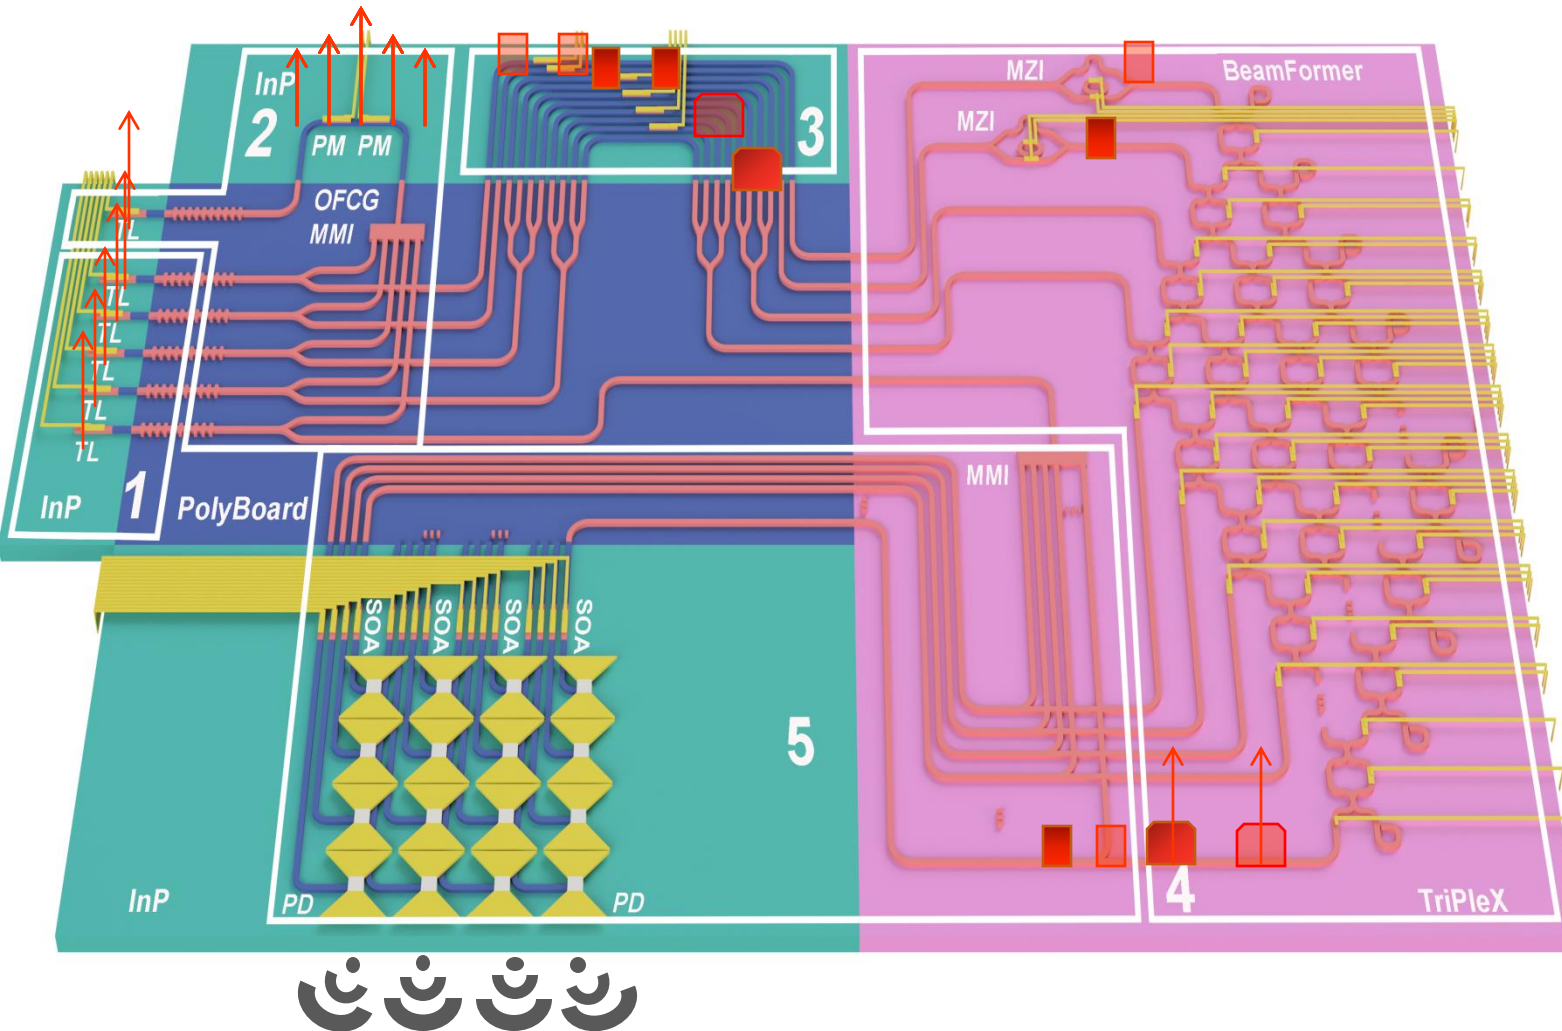 InP
2
PM PM
OFCG
MMI
3
MZI
MZI
BeamFormer
TL
TL
TL
TL
TL
TL
InP
1
PolyBoard
MMI
SOA
SOA
SOA
SOA
5
InP
PD
PD
4
TriPleX